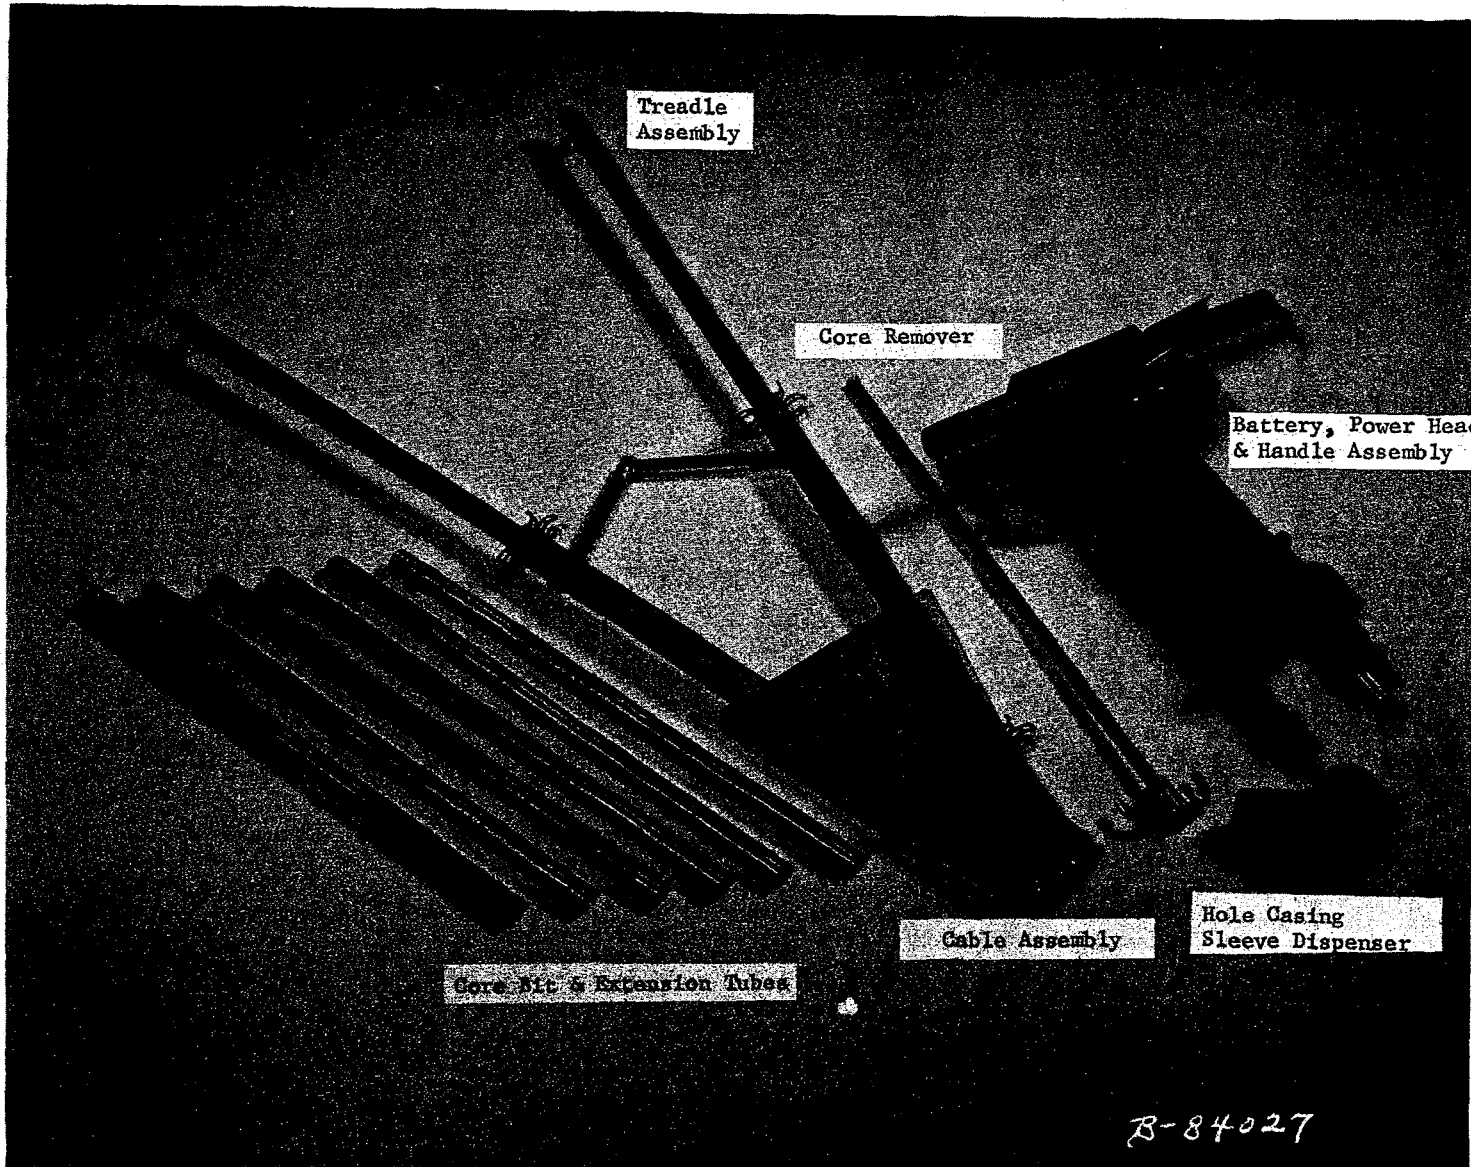 Treadle
Assembly
Core Remover
Battery, Power Hea
& Handle Assembly
Hole Casing
Sleeve Dispenser
Cable Assembly
Core Bit & Extension Tubes
B-84027